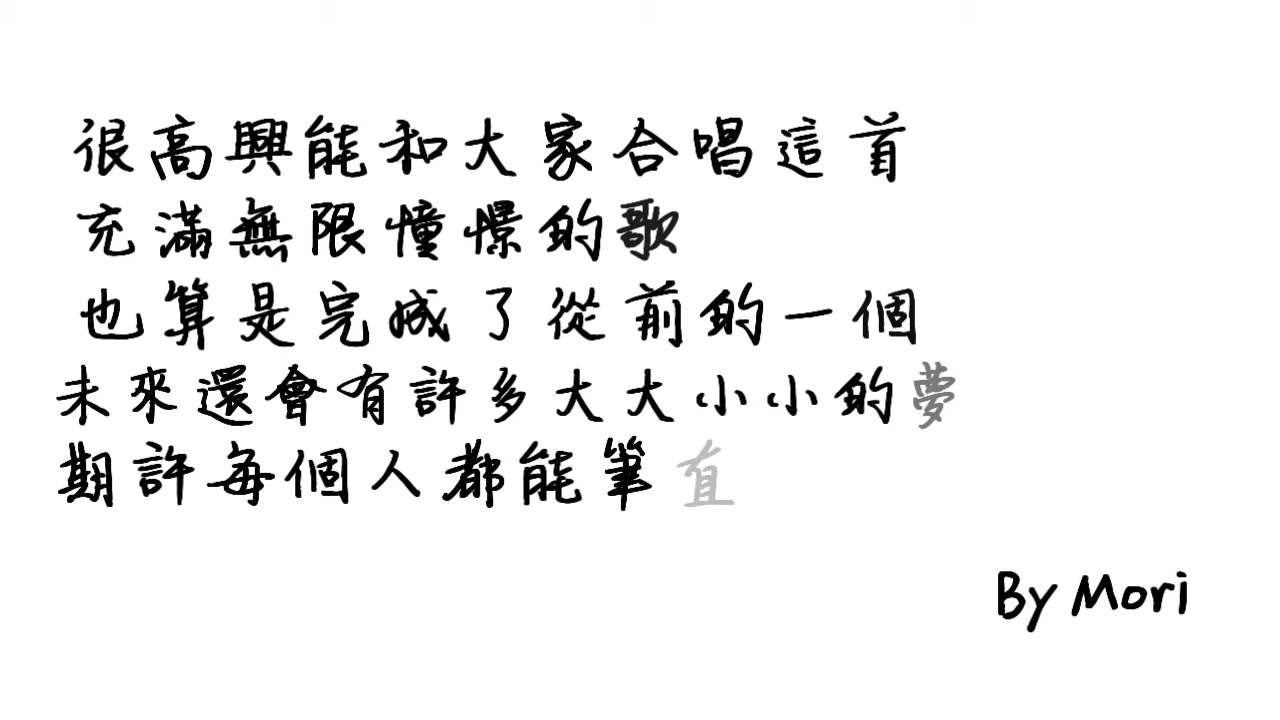 很高興能和大家合唱這首
充滿無限憧憬的歌
也算是完成了從前的一個
未來還會有許多大大小小的夢
期許每個人都能筆直
By Mori